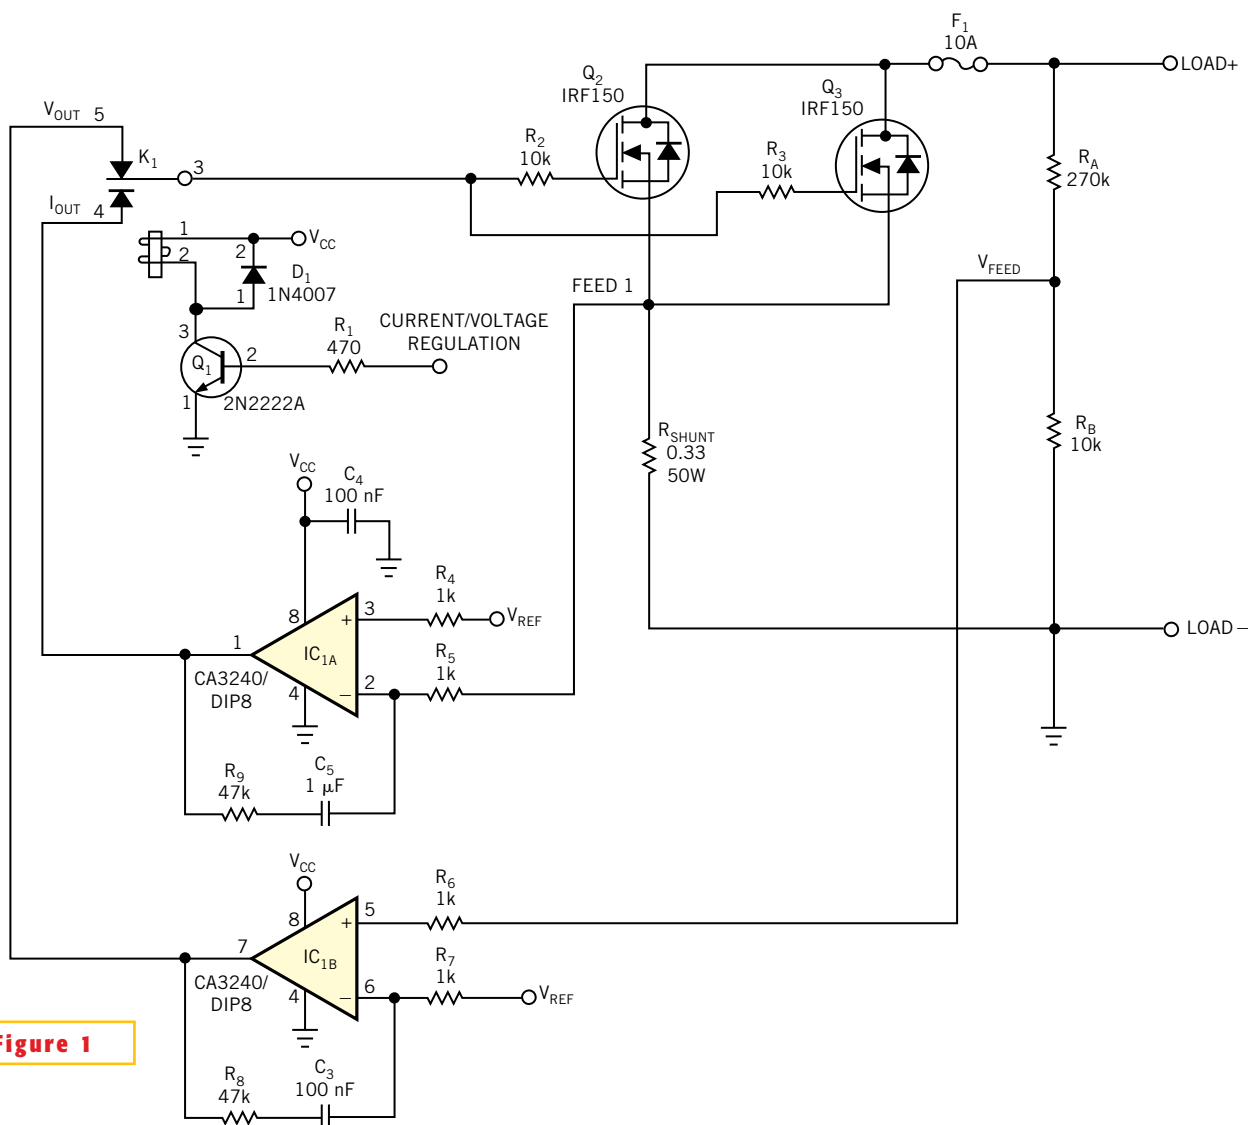 F1
10A
LOAD+
Q2
IRF150
Q3
IRF150
VOUT 5
K1
3
R2
10k
R3
10k
RA
270k
IOUT 4
1
2
VCC
2
D1
1N4007
1
VFEED
FEED 1
CURRENT/VOLTAGE
REGULATION
R1
470
3
Q1
2
1
2N2222A
RSHUNT
0.33
50W
RB
10k
VCC
C4
100 nF
R4
1k
8
3
+
VREF
LOAD –
1
IC1A
R5
1k
CA3240/
DIP8
4
–
2
R9
47k
C5
1 μF
VCC
R6
1k
8
5
+
7
IC1B
R7
1k
CA3240/
DIP8
4
–
6
VREF
Figure 1
R8
47k
C3
100 nF